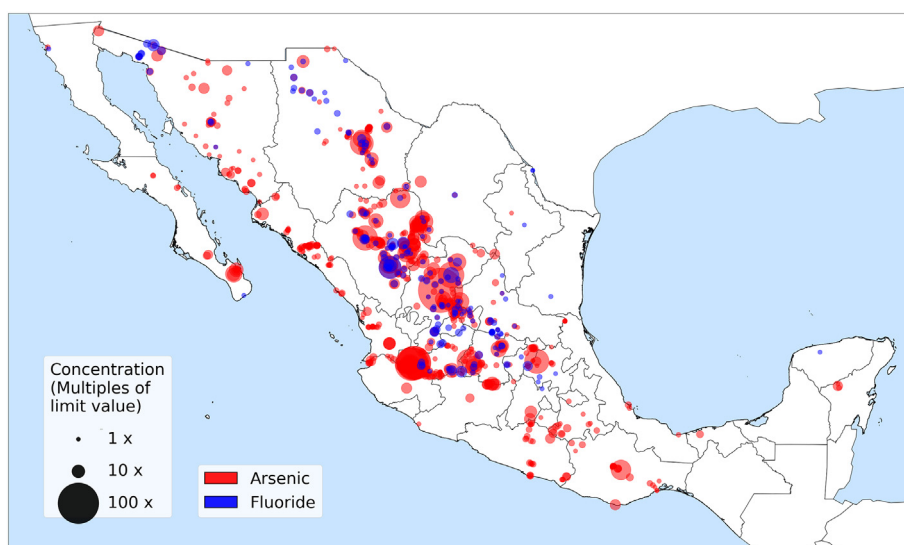 Concentration
(Multiples of
limit value)
1 x
10 x
100 x
Arsenic
Fluoride